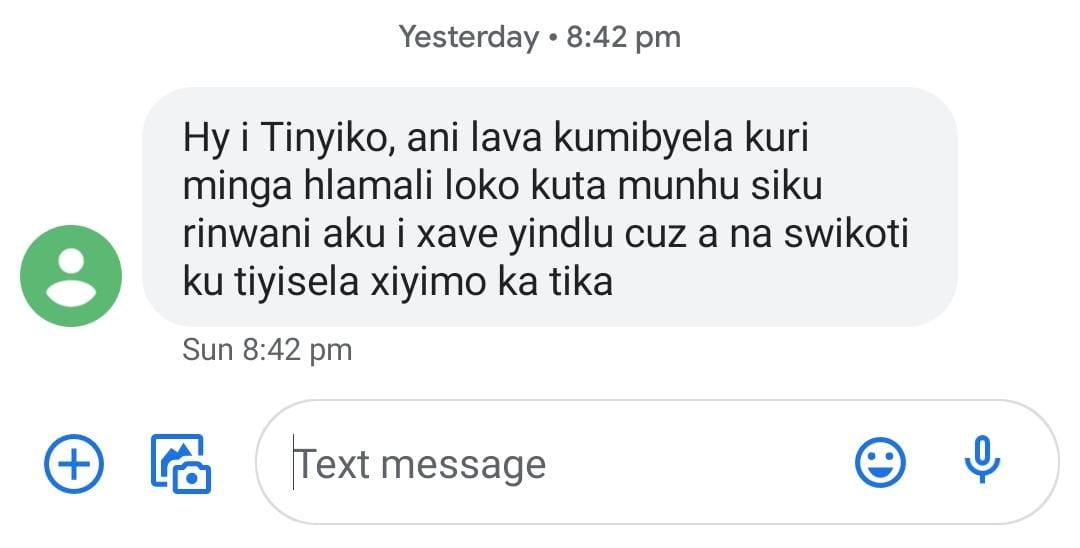 Yesterday • 8:42 pm
Hy i Tinyiko, ani lava kumibyela kuri
minga hlamali loko kuta munhu siku
rinwani aku i xave yindlu cuz a na swikoti
ku tiyisela xiyimo ka tika
Sun 8:42 pm
Text message